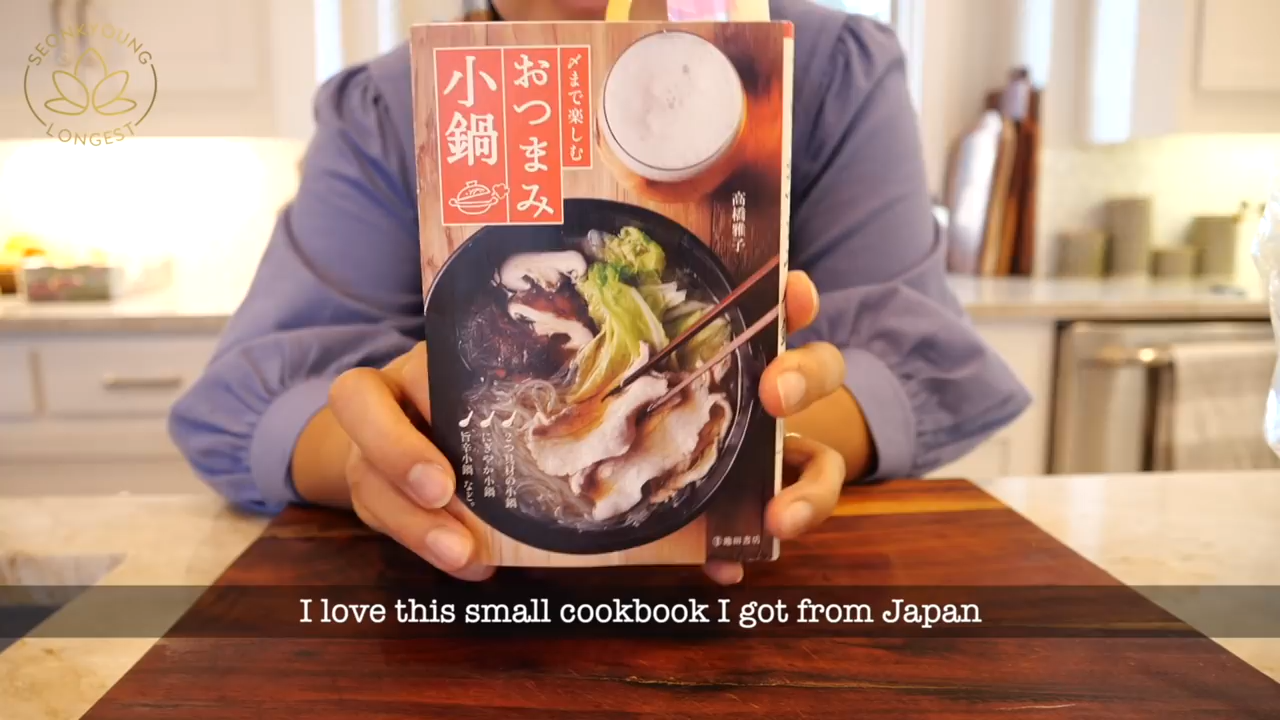 SEONKYOUNG
LONGEST
〆まで楽しむ
おつまみ
小鍋
高橋雅子
2つ具材の小鍋
にぎやか小鍋
旨辛小鍋 など。
池田書店
I love this small cookbook I got from Japan